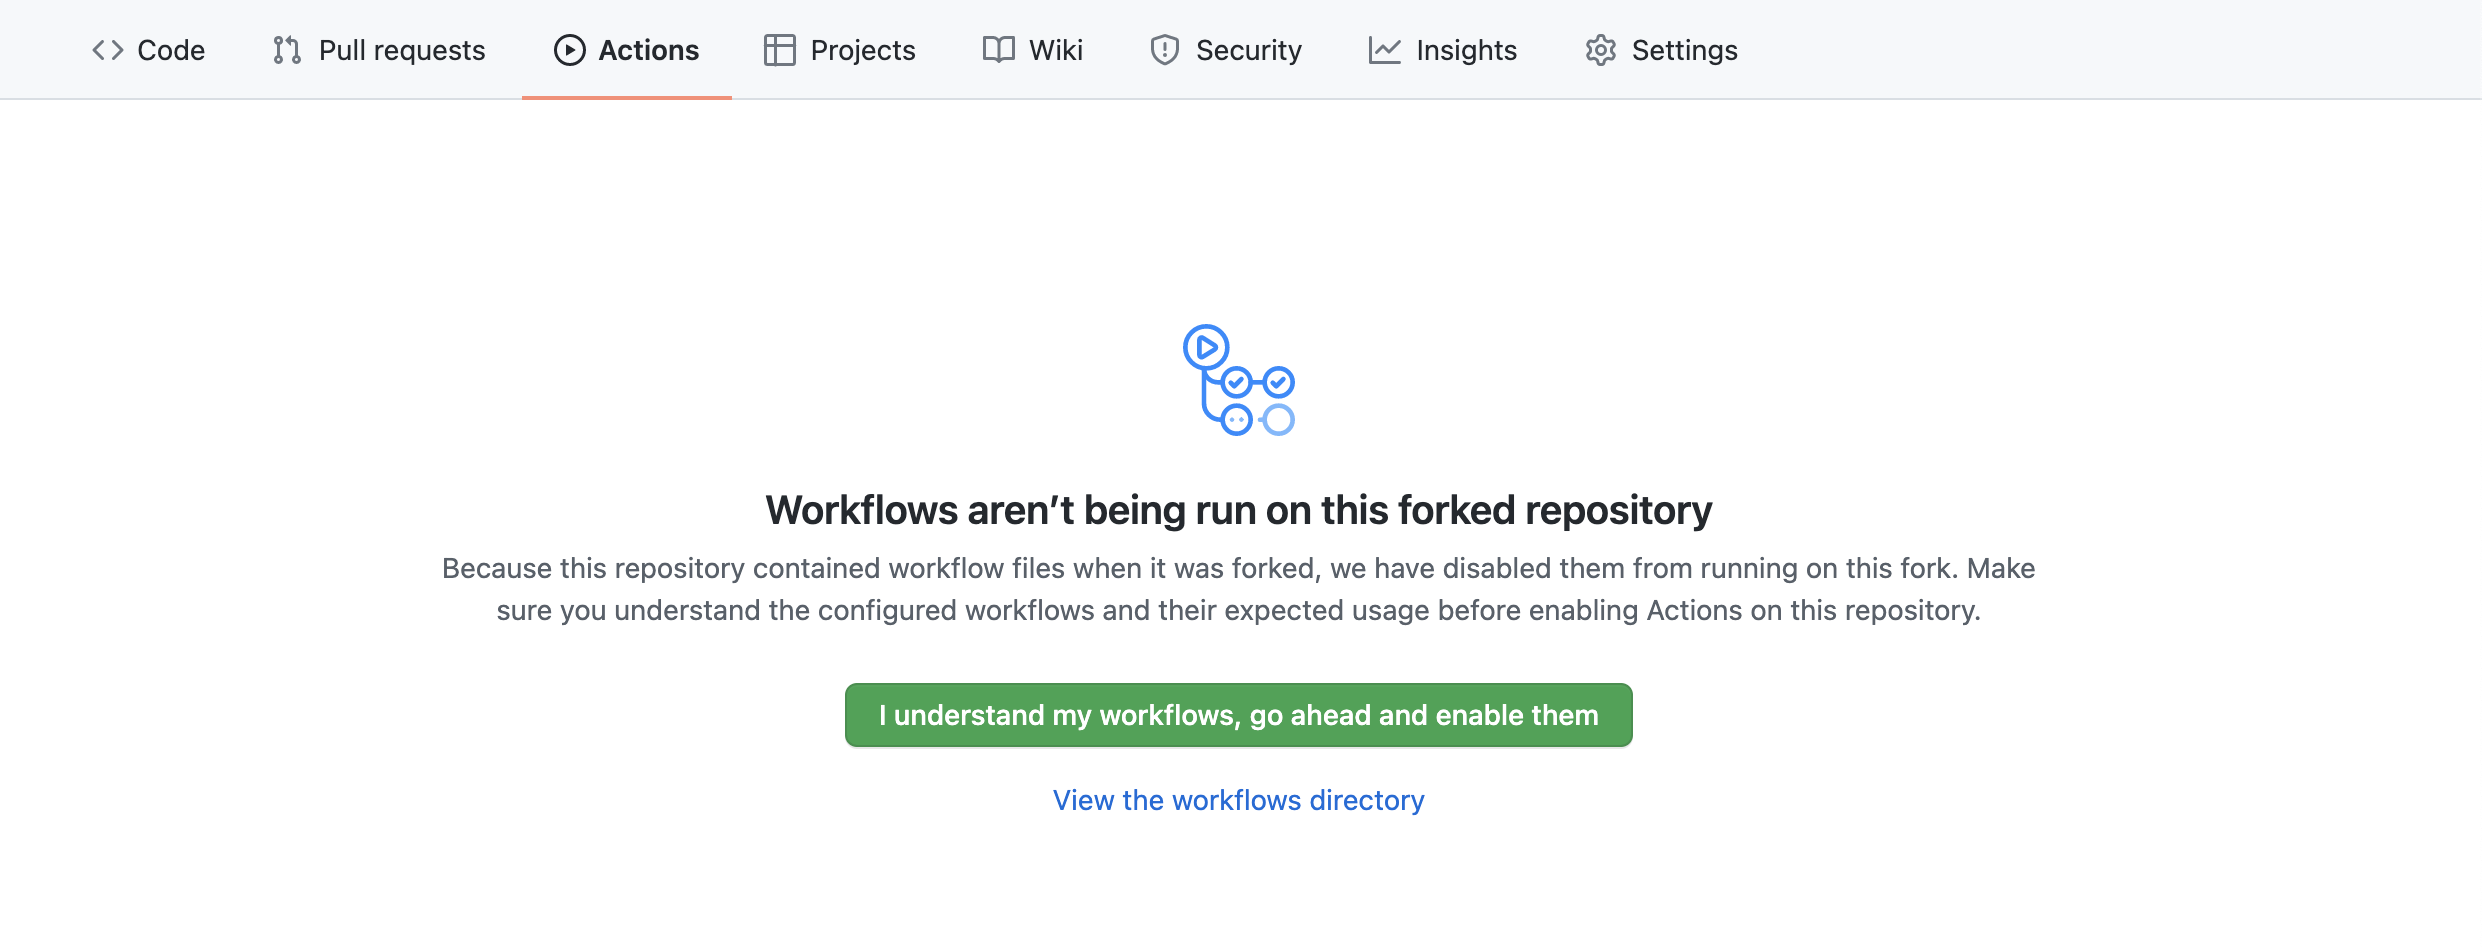 Code Pull requests Actions Projects Wiki Security Insights Settings
Workflows aren’t being run on this forked repository
Because this repository contained workflow files when it was forked, we have disabled them from running on this fork. Make
sure you understand the configured workflows and their expected usage before enabling Actions on this repository.
I understand my workflows, go ahead and enable them
View the workflows directory